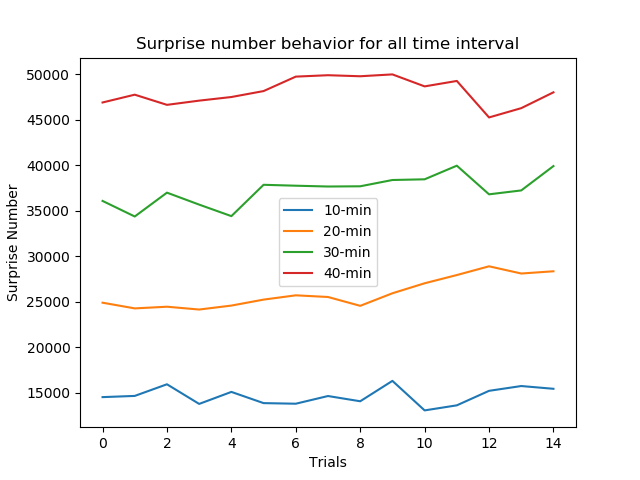 Surprise number behavior for all time interval
Surprise Number
50000
45000
40000
35000
30000
25000
20000
15000
10-min
20-min
30-min
40-min
0 2 4 6 8 10 12 14
Trials